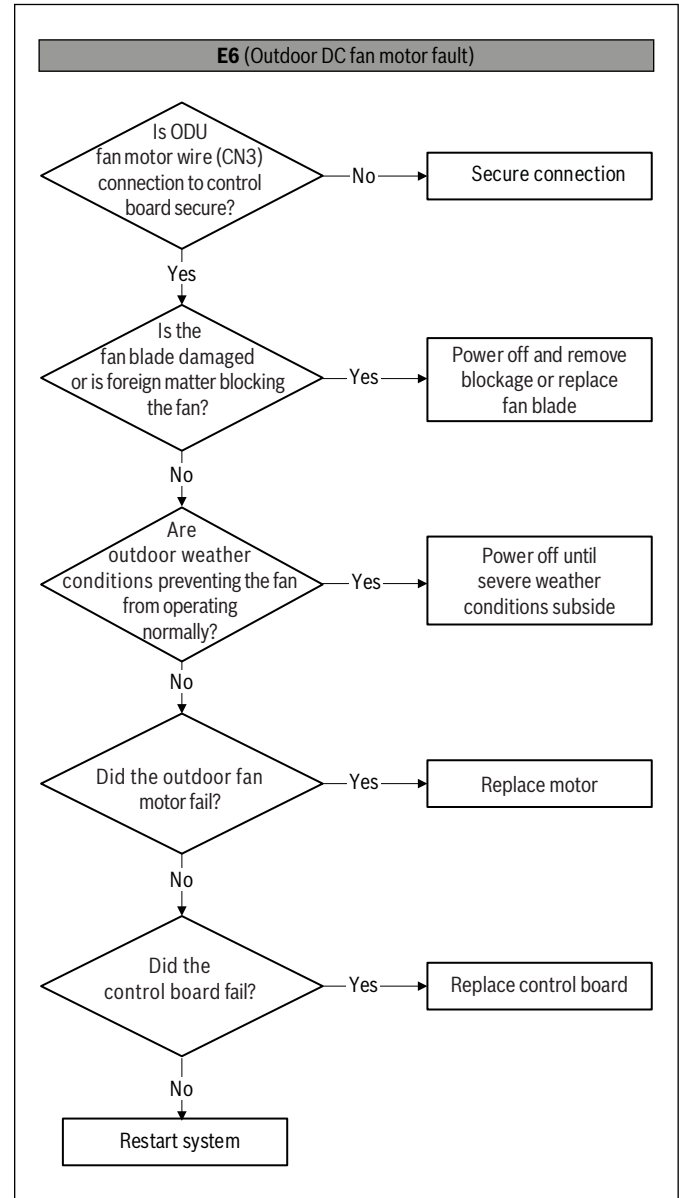 E6 (Outdoor DC fan motor fault)
Is ODU
fan motor wire (CN3)
connection to control
board secure?
No
Secure connection
Yes
Is the
fan blade damaged
or is foreign matter blocking
the fan?
Yes
Power off and remove
blockage or replace
fan blade
No
Are
outdoor weather
conditions preventing the fan
from operating
normally?
Yes
Power off until
severe weather
conditions subside
No
Did the outdoor fan
motor fail?
Yes
Replace motor
No
Did the
control board fail?
Yes
Replace control board
No
Restart system